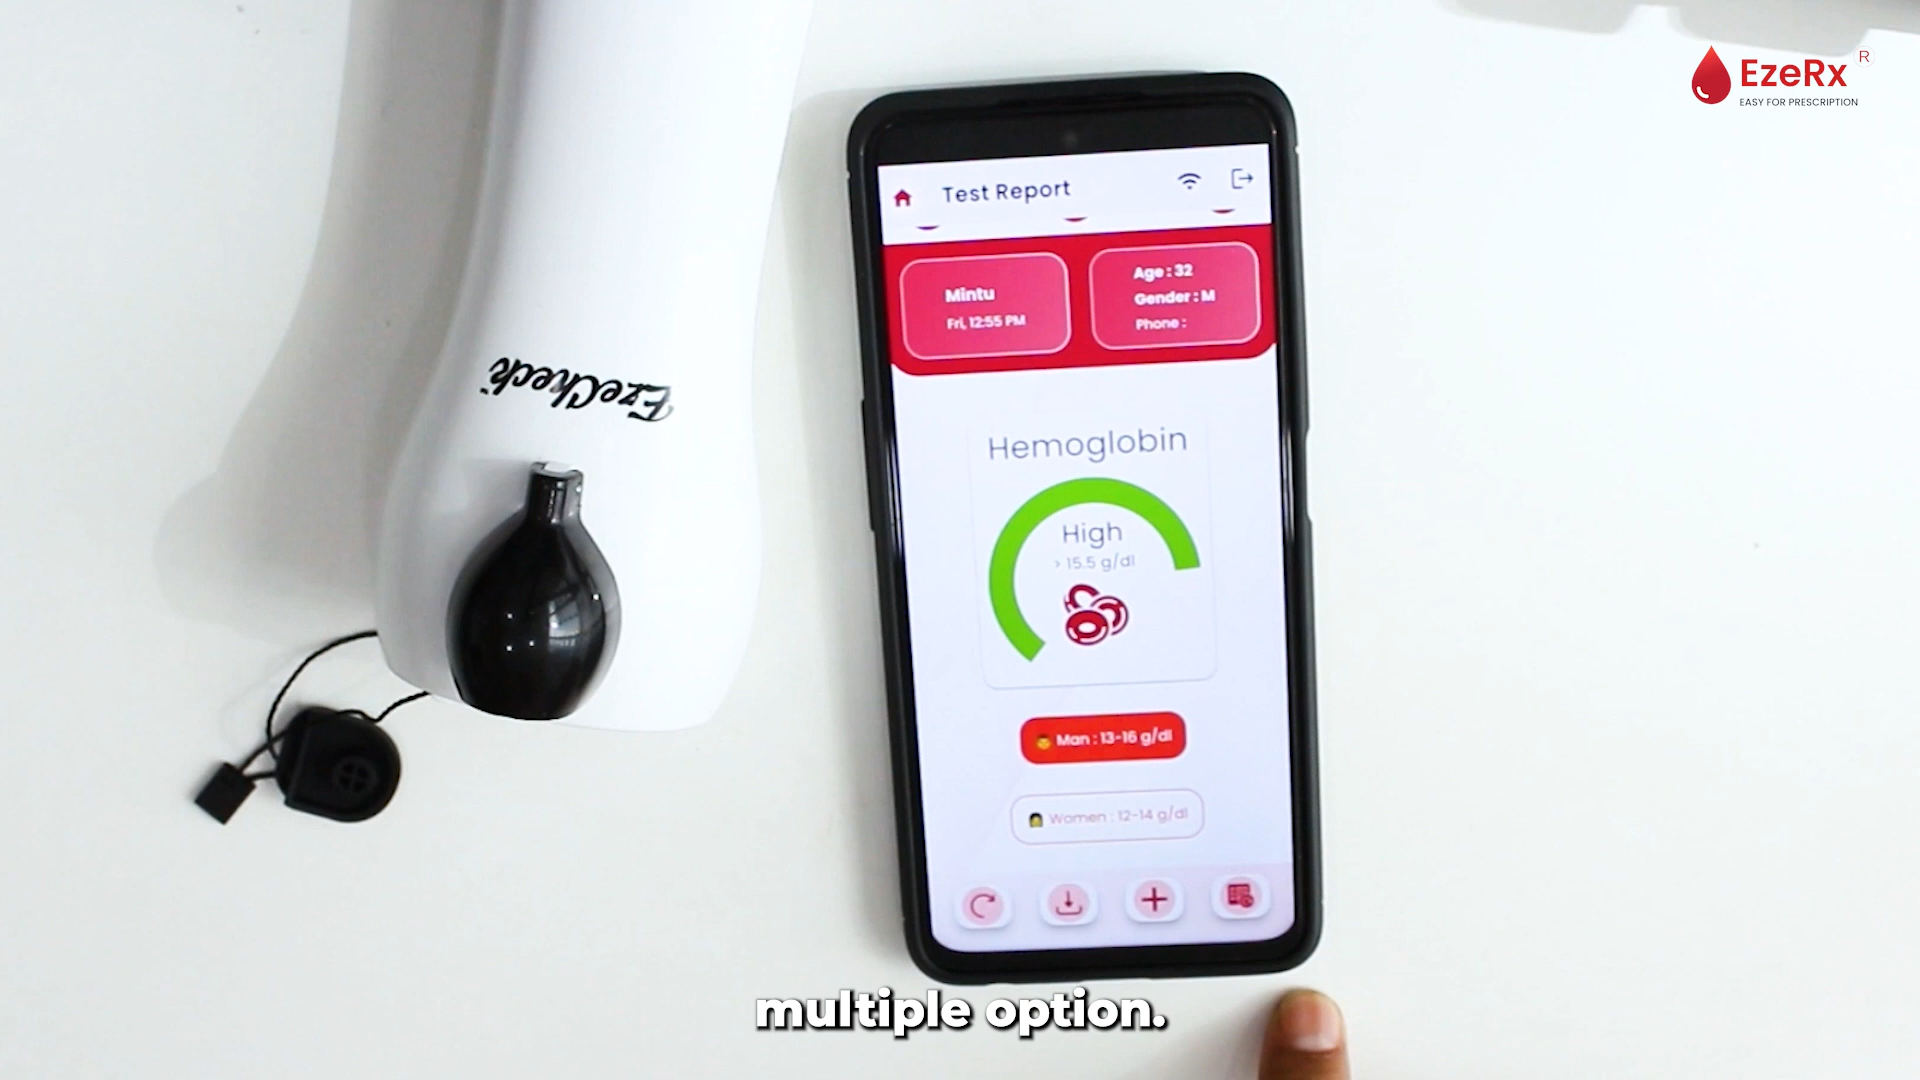 EzeRx R
EASY FOR PRESCRIPTION
Test Report
Mintu
Fri, 12:55 PM
Age : 32
Gender : M
Phone :
EzeCheck
Hemoglobin
High
> 15.5 g/dl
Man : 13-16 g/dl
Women : 12-14 g/dl
multiple option.